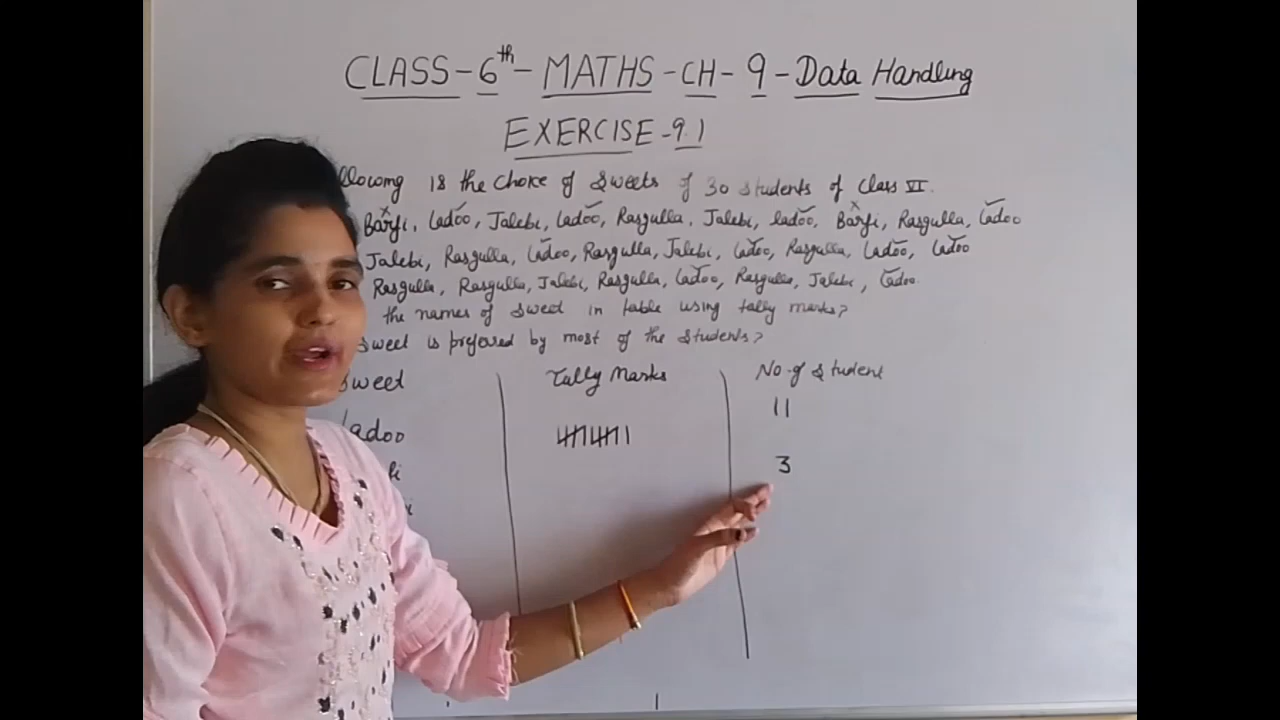 CLASS-6th-MATHS-CH-9-Data Handling
EXERCISE-9.1
llowing is the choice of sweets of 30 students of class VI.
Barfi, Ladoo, Jalebi, Ladoo, Rasgulla, Jalebi, ladoo, Barfi, Rasgulla, Ladoo
Jalebi, Rasgulla, Ladoo, Rasgulla, Jalebi, Ladoo, Rasgulla, Ladoo, Ladoo
Rasgulla, Rasgulla, Jalebi, Rasgulla, Ladoo, Rasgulla, Jalebi, Ladoo.
the names of sweed in table using tally marks?
sweet is prefered by most of the students?
Sweet Tally Marks No. of student
Ladoo 11
3